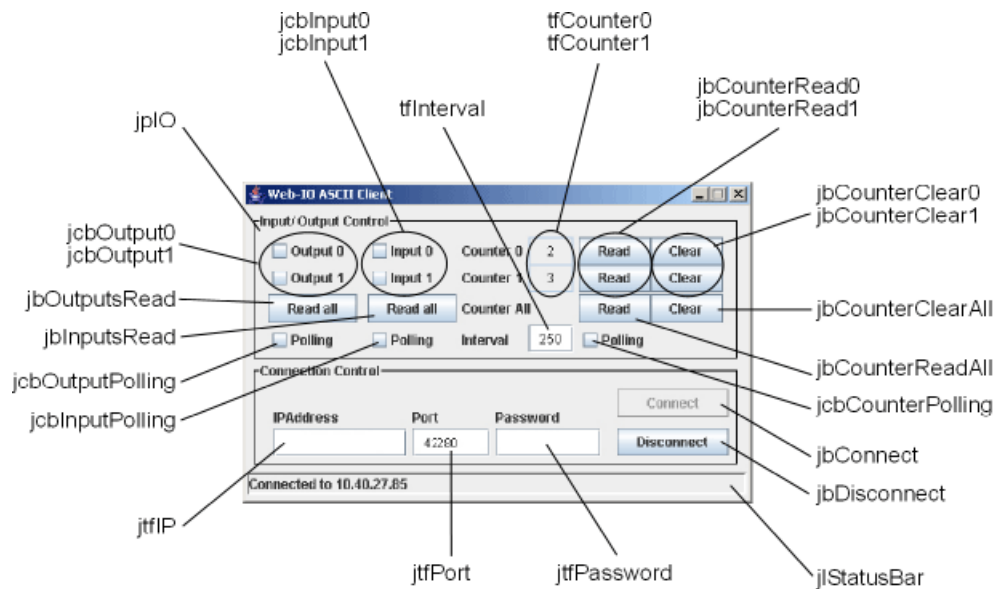 jcbInput0
jcbInput1
tfCounter0
tfCounter1
jbCounterRead0
jbCounterRead1
tfInterval
jpIO
jbCounterClear0
jbCounterClear1
jcbOutput0
jcbOutput1
jbOutputsRead
jbInputsRead
jcbOutputPolling
jcbInputPolling
Web-IO ASCII Client
Input/Output Control
Output 0 Input 0 Counter 0 2 Read Clear
Output 1 Input 1 Counter 1 3 Read Clear
Read all Read all Counter All Read Clear
Polling Polling Interval 250 Polling
Connection Control
IPAddress Port Password Connect
42280 Disconnect
Connected to 10.40.27.85
jbCounterClearAll
jbCounterReadAll
jcbCounterPolling
jbConnect
jbDisconnect
jtfIP
jtfPort
jtfPassword
jlStatusBar